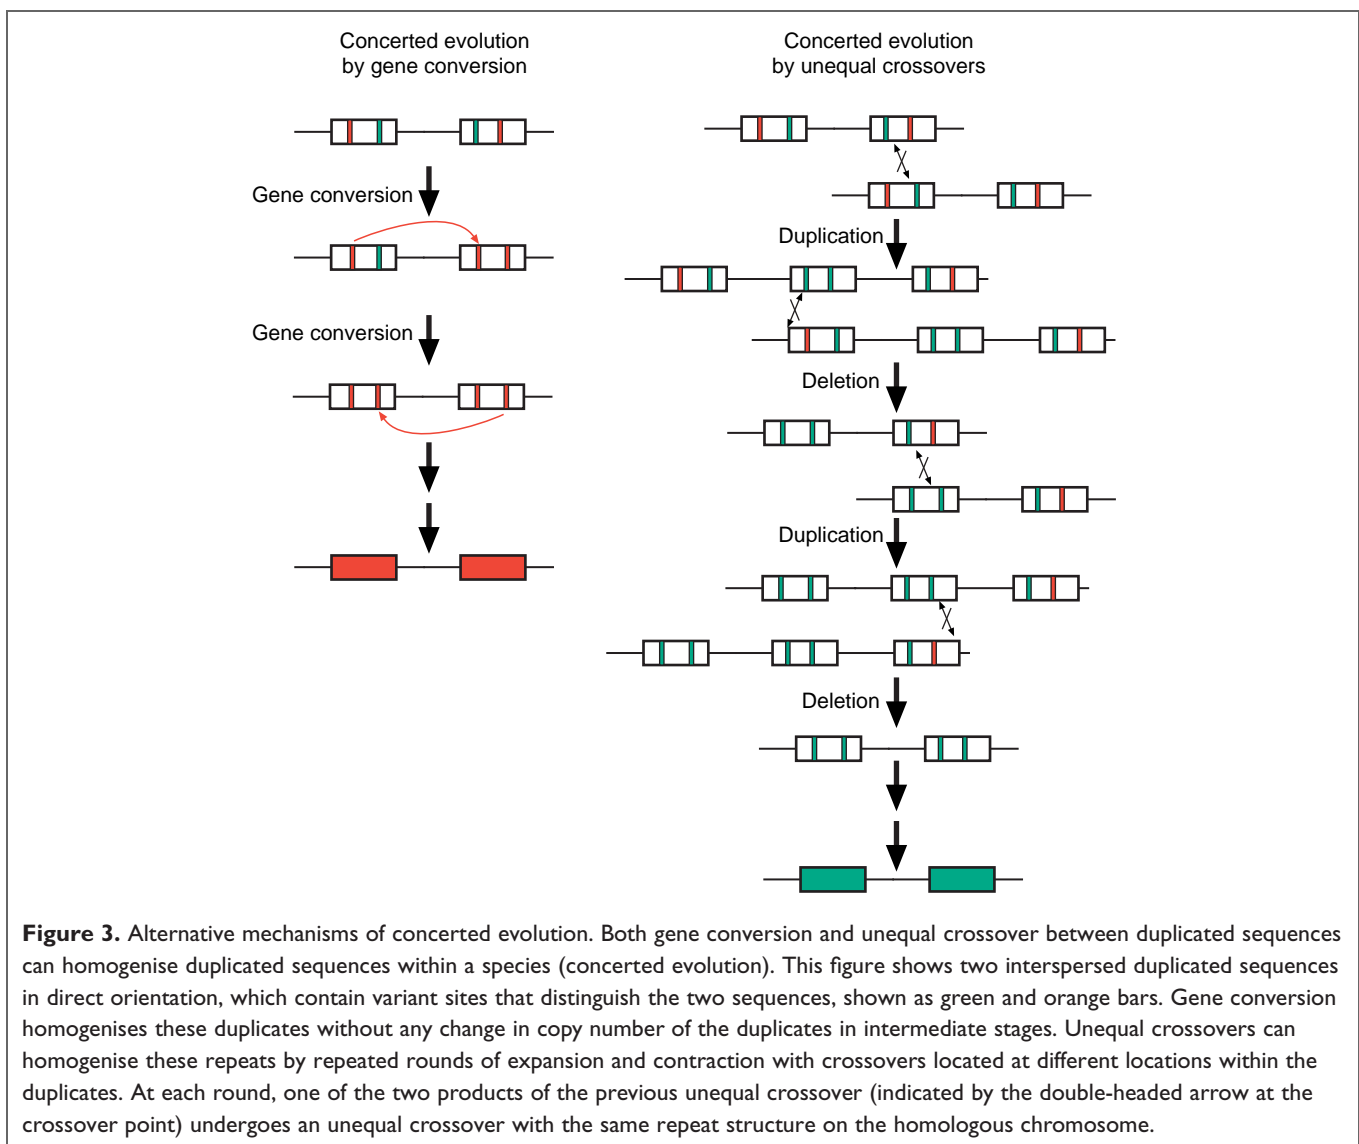 Concerted evolution
by gene conversion
Gene conversion
Gene conversion
Concerted evolution
by unequal crossovers
Duplication
Deletion
Duplication
Deletion
Figure 3. Alternative mechanisms of concerted evolution. Both gene conversion and unequal crossover between duplicated sequences
can homogenise duplicated sequences within a species (concerted evolution). This figure shows two interspersed duplicated sequences
in direct orientation, which contain variant sites that distinguish the two sequences, shown as green and orange bars. Gene conversion
homogenises these duplicates without any change in copy number of the duplicates in intermediate stages. Unequal crossovers can
homogenise these repeats by repeated rounds of expansion and contraction with crossovers located at different locations within the
duplicates. At each round, one of the two products of the previous unequal crossover (indicated by the double-headed arrow at the
crossover point) undergoes an unequal crossover with the same repeat structure on the homologous chromosome.